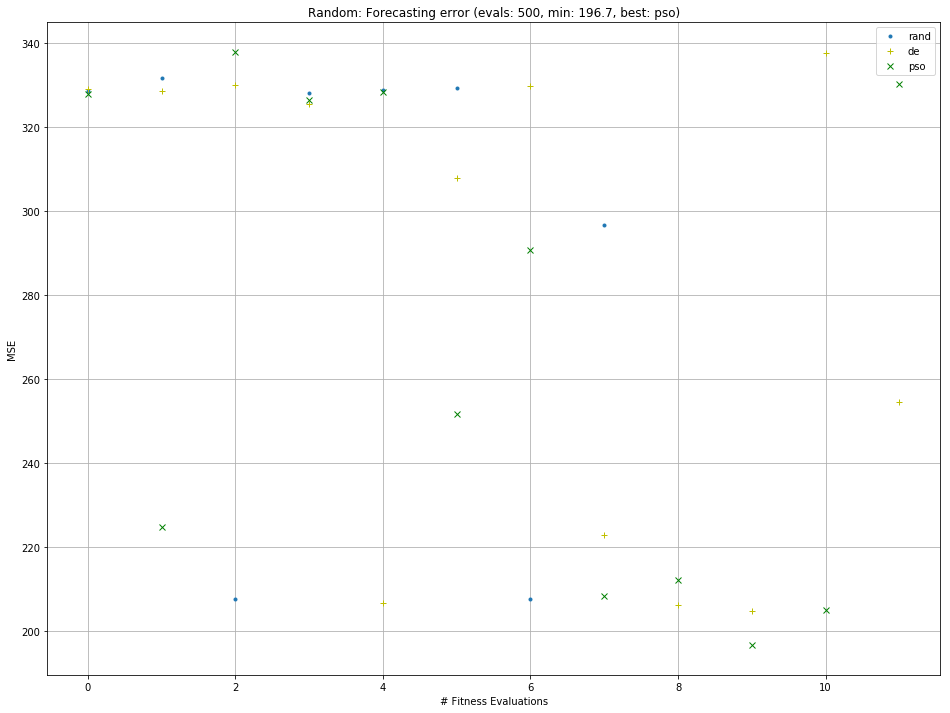 Random: Forecasting error (evals: 500, min: 196.7, best: pso)
rand
de
pso
340
320
300
280
260
240
220
200
MSE
0 2 4 6 8 10
# Fitness Evaluations